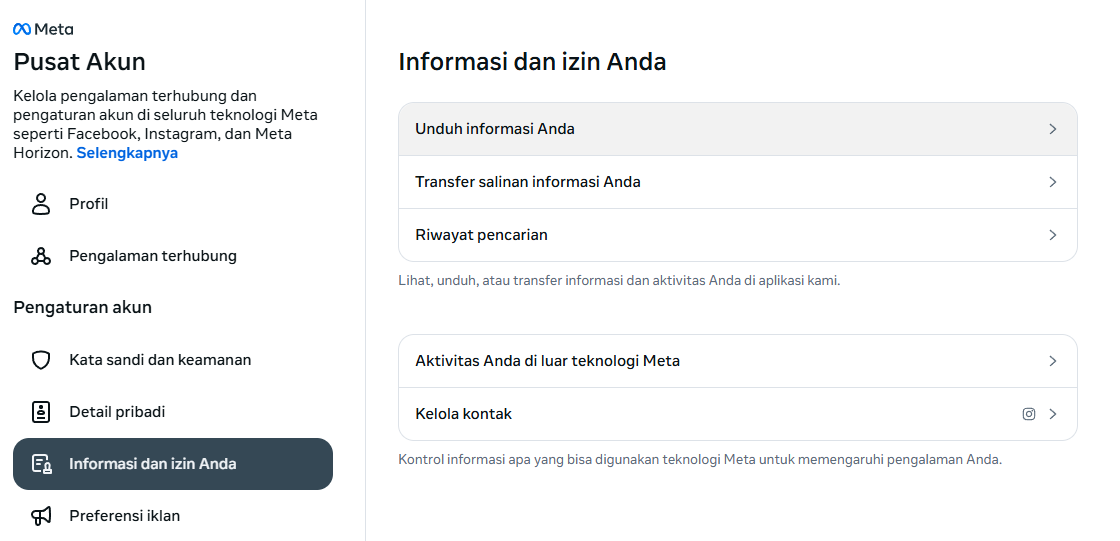 Meta
Pusat Akun
Kelola pengalaman terhubung dan
pengaturan akun di seluruh teknologi Meta
seperti Facebook, Instagram, dan Meta
Horizon. Selengkapnya
Profil
Pengalaman terhubung
Pengaturan akun
Kata sandi dan keamanan
Detail pribadi
Informasi dan izin Anda
Preferensi iklan
Informasi dan izin Anda
Unduh informasi Anda
Transfer salinan informasi Anda
Riwayat pencarian
Lihat, unduh, atau transfer informasi dan aktivitas Anda di aplikasi kami.
Aktivitas Anda di luar teknologi Meta
Kelola kontak
Kontrol informasi apa yang bisa digunakan teknologi Meta untuk memengaruhi pengalaman Anda.